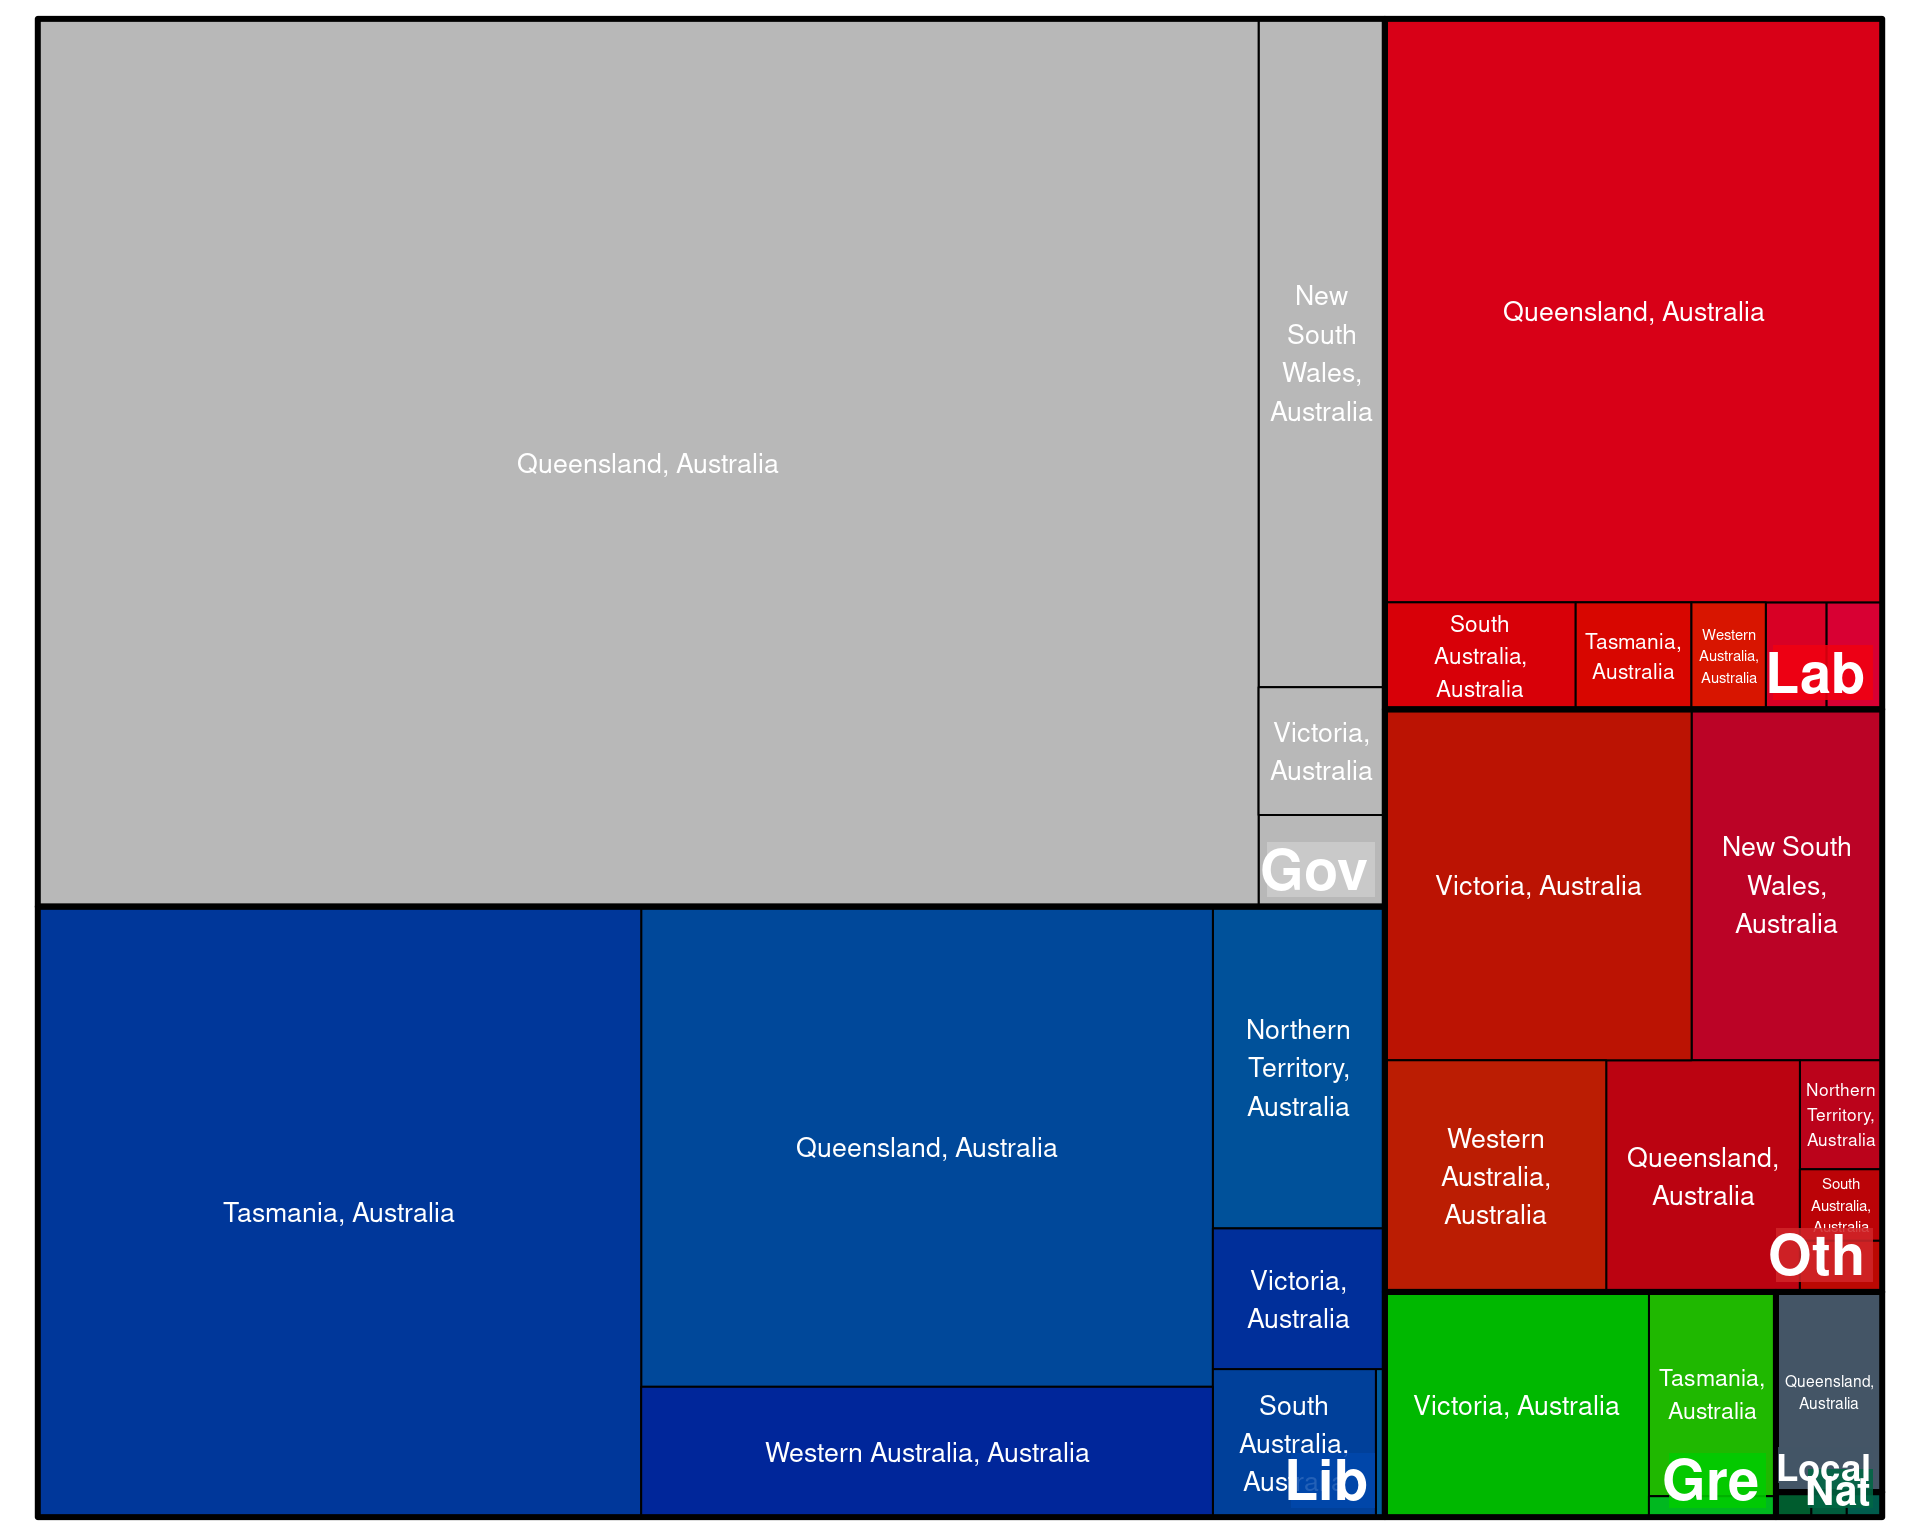 Queensland, Australia
New
South
Wales,
Australia
Victoria,
Australia
Gov
Queensland, Australia
South
Australia,
Australia
Tasmania,
Australia
Western
Australia,
Australia
Lab
Victoria, Australia
New South
Wales,
Australia
Western
Australia,
Australia
Queensland,
Australia
Northern
Territory,
Australia
South
Australia,
Australia
Oth
Tasmania, Australia
Queensland, Australia
Western Australia, Australia
Northern
Territory,
Australia
Victoria,
Australia
South
Australia,
Lib
Victoria, Australia
Tasmania,
Australia
Gre
Queensland,
Australia
Local
Nat